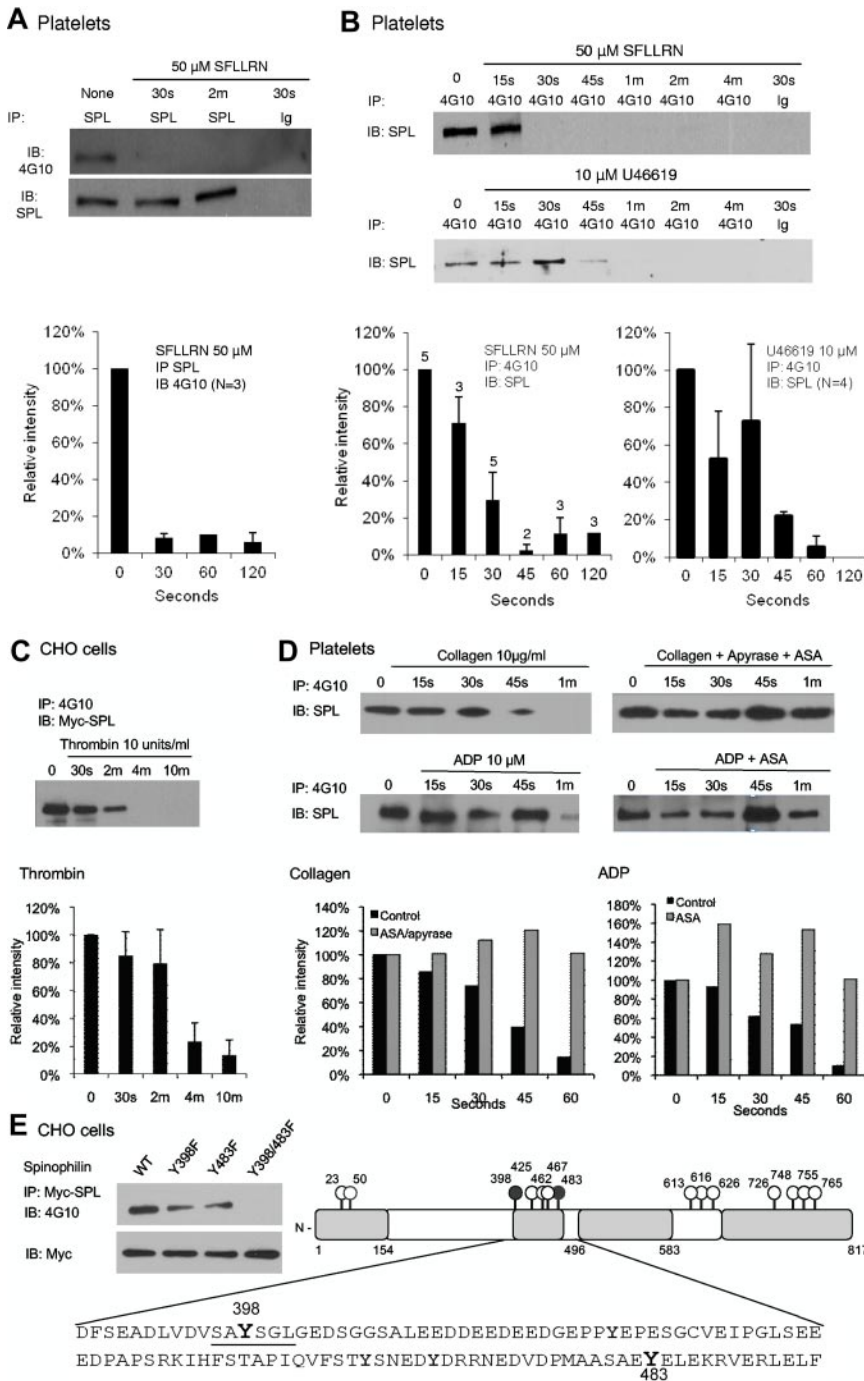 A Platelets
50 µM SFLLRN
None 30s 2m 30s
IP: SPL SPL SPL Ig
IB: 4G10
IB: SPL
120%
100%
80%
60%
40%
20%
0%
Relative intensity
SFLLRN 50 µM
IP SPL
IB 4G10 (N=3)
0 30 60 120
Seconds
B Platelets
50 µM SFLLRN
0 15s 30s 45s 1m 2m 4m 30s
IP: 4G10 4G10 4G10 4G10 4G10 4G10 4G10 Ig
IB: SPL
10 µM U46619
0 15s 30s 45s 1m 2m 4m 30s
IP: 4G10 4G10 4G10 4G10 4G10 4G10 4G10 Ig
IB: SPL
120%
100%
80%
60%
40%
20%
0%
Relative intensity
SFLLRN 50 µM
IP: 4G10
IB: SPL
5 3 5 2 3 3
0 15 30 45 60 120
Seconds
120%
100%
80%
60%
40%
20%
0%
Relative intensity
U46619 10 µM
IP: 4G10
IB: SPL (N=4)
0 15 30 45 60 120
Seconds
C CHO cells
IP: 4G10
IB: Myc-SPL
Thrombin 10 units/ml
0 30s 2m 4m 10m
Thrombin
120%
100%
80%
60%
40%
20%
0%
Relative intensity
0 30s 2m 4m 10m
D Platelets
Collagen 10µg/ml
0 15s 30s 45s 1m
IP: 4G10
IB: SPL
Collagen + Apyrase + ASA
0 15s 30s 45s 1m
ADP 10 µM
0 15s 30s 45s 1m
IP: 4G10
IB: SPL
ADP + ASA
0 15s 30s 45s 1m
Collagen
140%
120%
100%
80%
60%
40%
20%
0%
Relative intensity
Control
ASA/apyrase
0 15 30 45 60
Seconds
ADP
180%
160%
140%
120%
100%
80%
60%
40%
20%
0%
Relative intensity
Control
ASA
0 15 30 45 60
Seconds
E CHO cells
Spinophilin WT Y398F Y483F Y398/483F
IP: Myc-SPL
IB: 4G10
IB: Myc
23 50 398 425 462 467 483 613 616 626 726 748 755 765
N -
1 154 496 583 817
398
DFSEADLVDVSAYSGLGEDSGGSALEEDDEEDEEDGEPPYEPESGCVEIPGLSEE
EDPAPSRKIHFSTAPIQVFSTYSNEDYDRRNEDVDPMAASAEYELEKRVERLELF
483